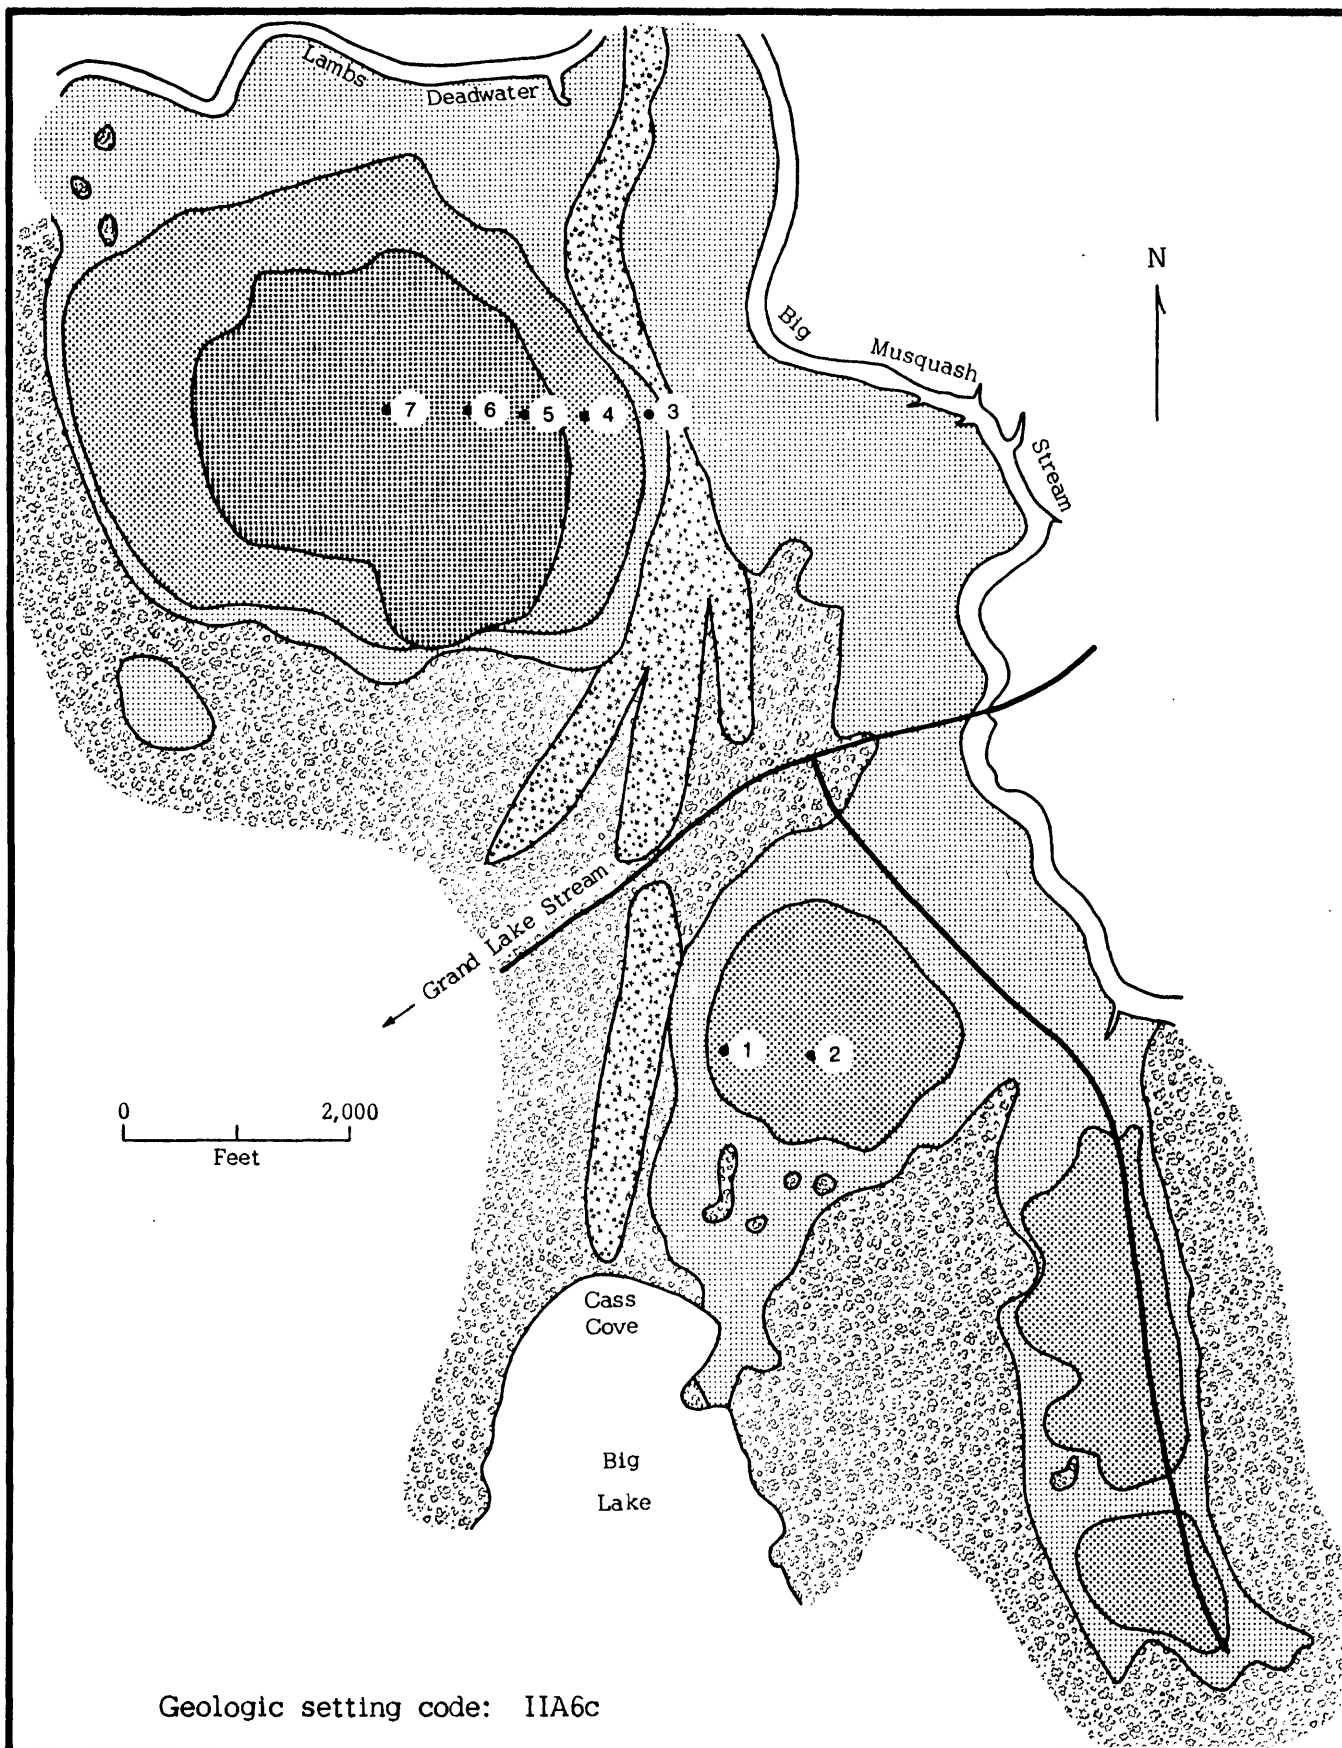 Lambs
Deadwater
N
Big
Musquash
Stream
7
6
5
4
3
Grand Lake Stream
1
2
0
2,000
Feet
Cass
Cove
Big
Lake
Geologic setting code: IIA6c